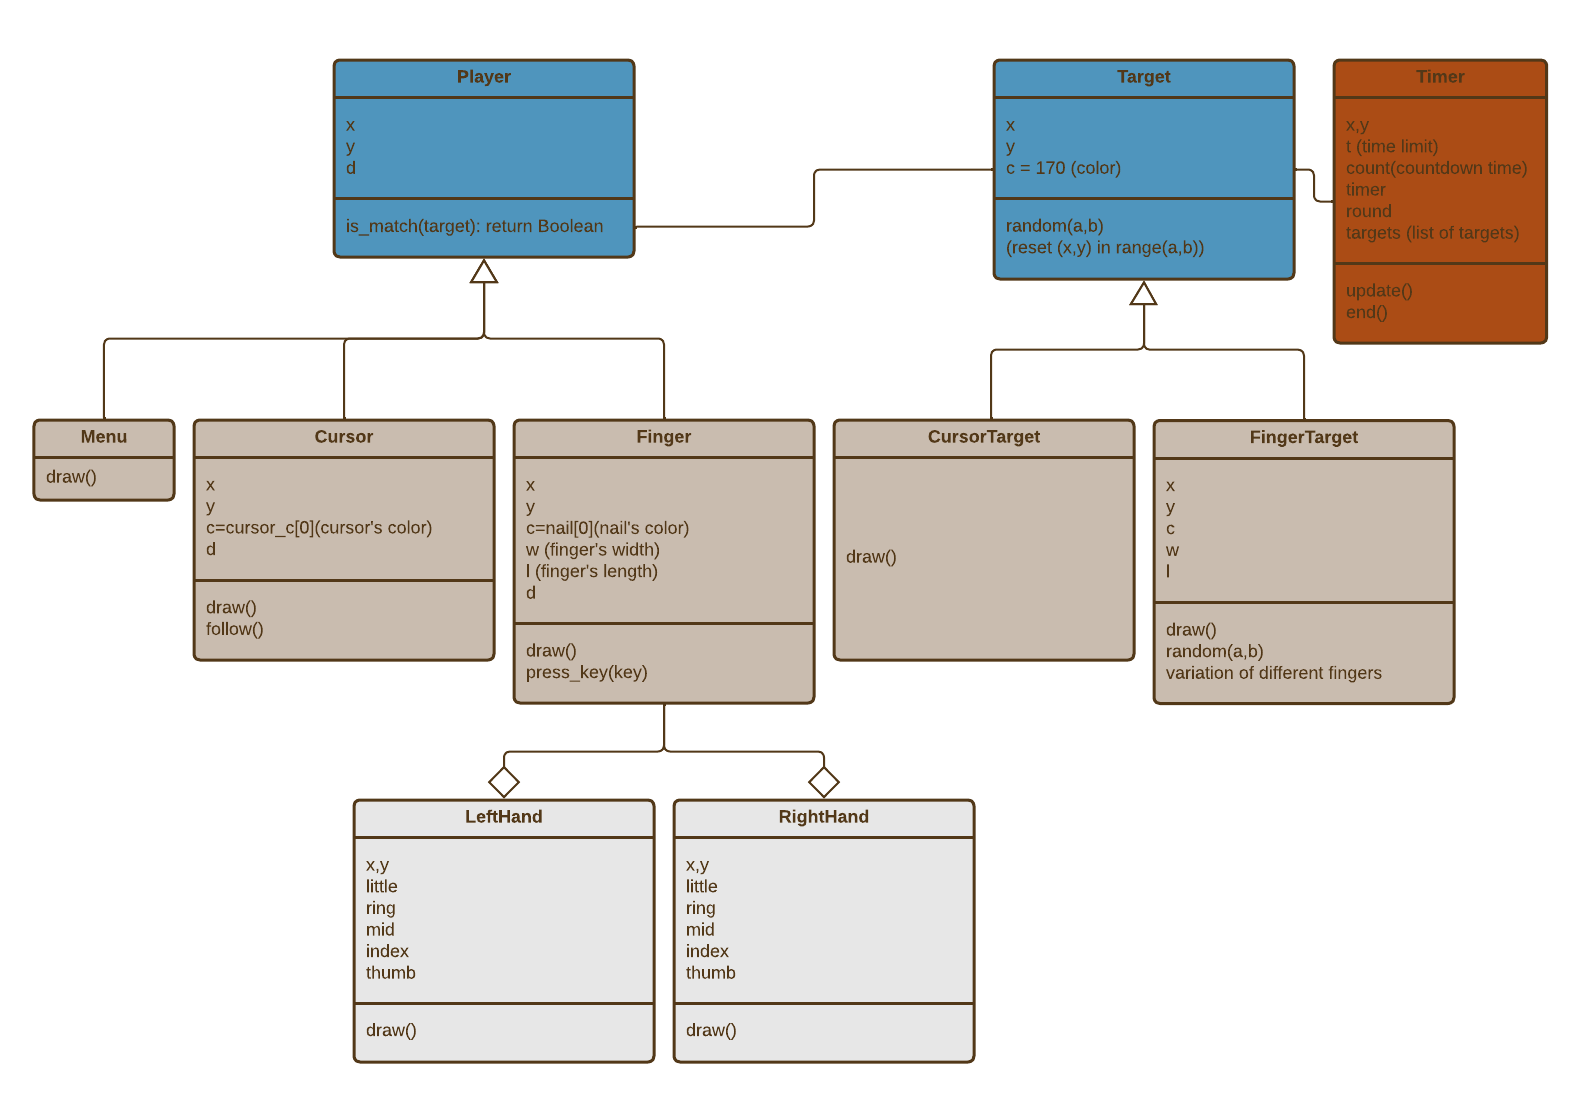 Player
x
y
d
is_match(target): return Boolean
Target
x
y
c = 170 (color)
random(a,b)
(reset (x,y) in range(a,b))
Timer
x,y
t (time limit)
count(countdown time)
timer
round
targets (list of targets)
update()
end()
Menu
draw()
Cursor
x
y
c=cursor_c[0](cursor's color)
d
draw()
follow()
Finger
x
y
c=nail[0](nail's color)
w (finger's width)
l (finger's length)
d
draw()
press_key(key)
CursorTarget
draw()
FingerTarget
x
y
c
w
l
draw()
random(a,b)
variation of different fingers
LeftHand
x,y
little
ring
mid
index
thumb
draw()
RightHand
x,y
little
ring
mid
index
thumb
draw()